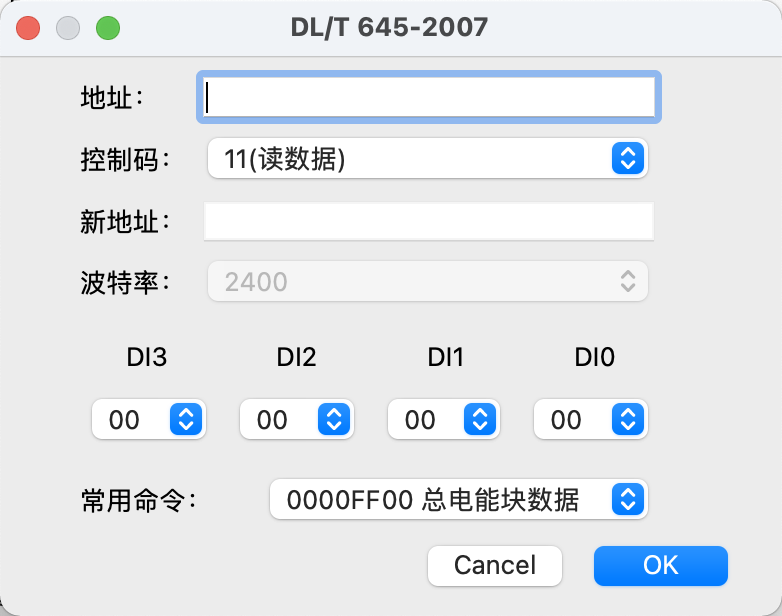 DL/T 645-2007
地址：
控制码： 11(读数据)
新地址：
波特率： 2400
DI3 DI2 DI1 DI0
00 00 00 00
常用命令： 0000FF00 总电能块数据
Cancel OK